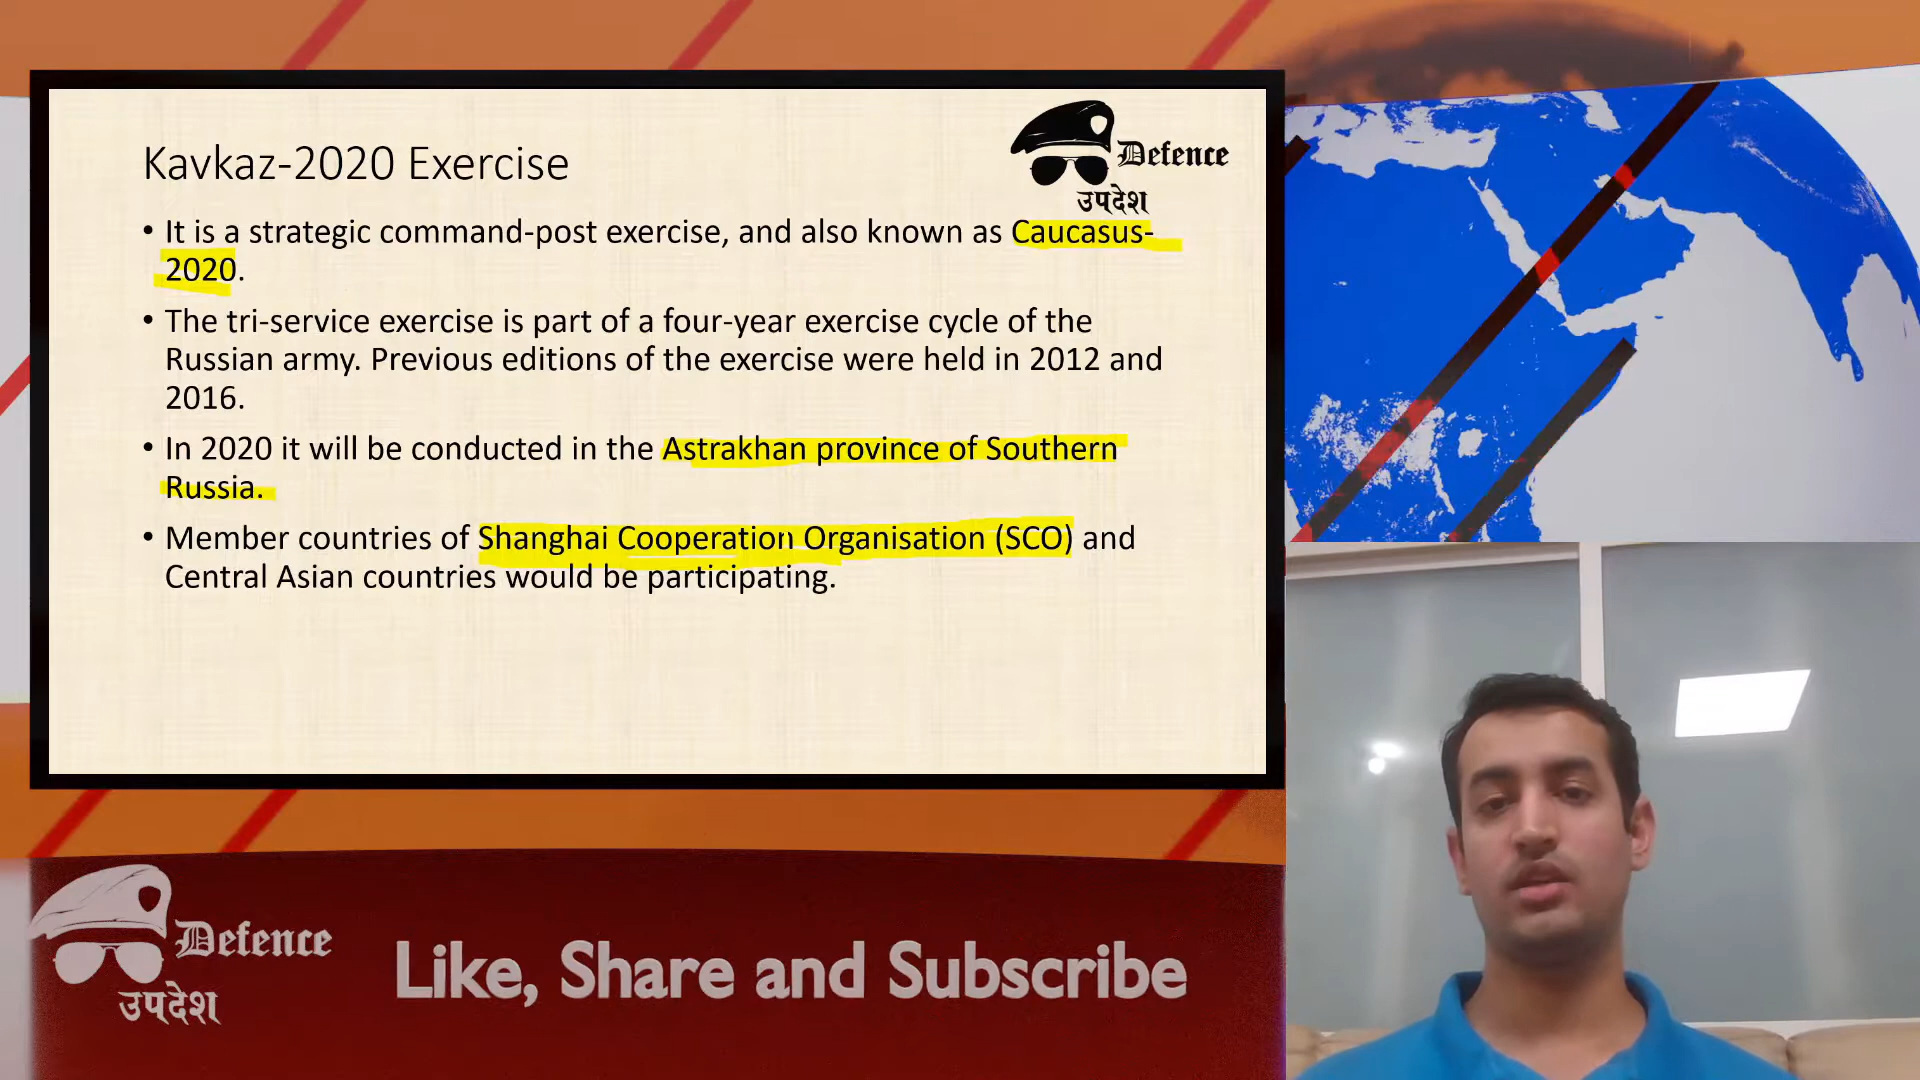 Kavkaz-2020 Exercise
Defence
उपदेश
• It is a strategic command-post exercise, and also known as Caucasus-
2020.
• The tri-service exercise is part of a four-year exercise cycle of the
Russian army. Previous editions of the exercise were held in 2012 and
2016.
• In 2020 it will be conducted in the Astrakhan province of Southern
Russia.
• Member countries of Shanghai Cooperation Organisation (SCO) and
Central Asian countries would be participating.
Defence
उपदेश
Like, Share and Subscribe